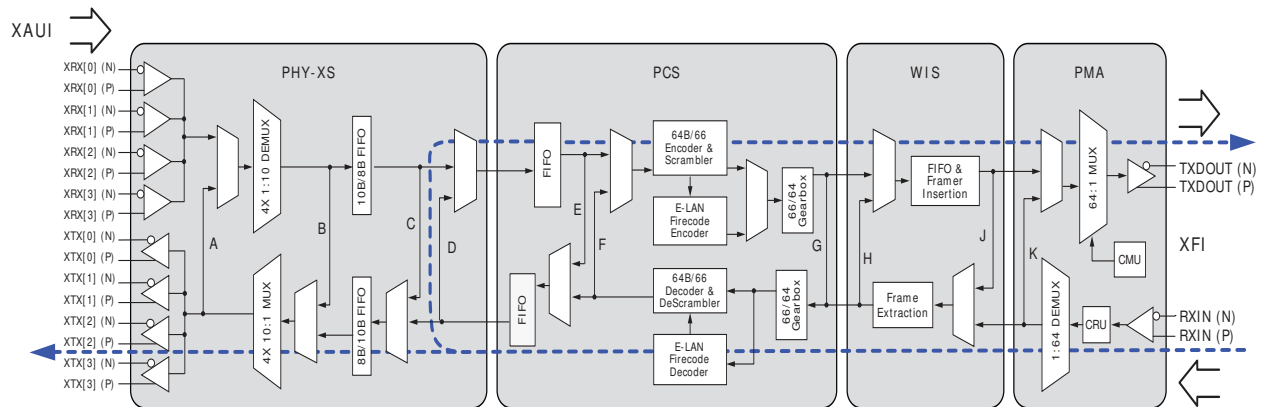 XAUI
PHY-XS
PCS
WIS
PMA
XRX[0] (N)
XRX[0] (P)
XRX[1] (N)
XRX[1] (P)
XRX[2] (N)
XRX[2] (P)
XRX[3] (N)
XRX[3] (P)
XTX[0] (N)
XTX[0] (P)
XTX[1] (N)
XTX[1] (P)
XTX[2] (N)
XTX[2] (P)
XTX[3] (N)
XTX[3] (P)
A
4X 1:10 DEMUX
4X 10:1 MUX
B
10B/8B FIFO
8B/10B FIFO
C
D
FIFO
FIFO
E
F
64B/66
Encoder &
Scrambler
E-LAN
Firecode
Encoder
64B/66
Decoder &
DeScrambler
E-LAN
Firecode
Decoder
66/64
Gearbox
66/64
Gearbox
G
H
FIFO &
Framer
Insertion
Frame
Extraction
J
K
64:1 MUX
1:64 DEMUX
CMU
CRU
TXDOUT (N)
TXDOUT (P)
XFI
RXIN (N)
RXIN (P)